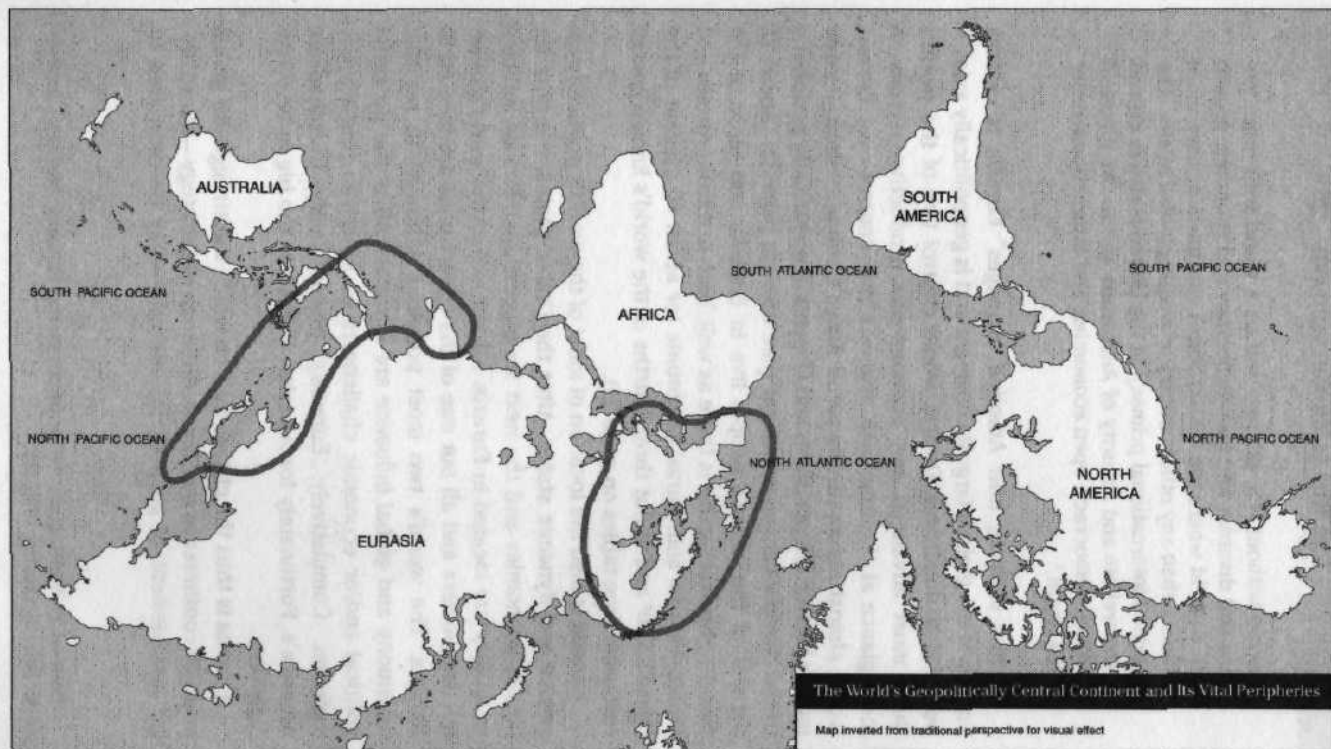 AUSTRALIA
SOUTH
AMERICA
SOUTH PACIFIC OCEAN
SOUTH ATLANTIC OCEAN
SOUTH PACIFIC OCEAN
AFRICA
NORTH PACIFIC OCEAN
NORTH ATLANTIC OCEAN
NORTH PACIFIC OCEAN
NORTH
AMERICA
EURASIA
The World's Geopolitically Central Continent and Its Vital Peripheries
Map inverted from traditional perspective for visual effect